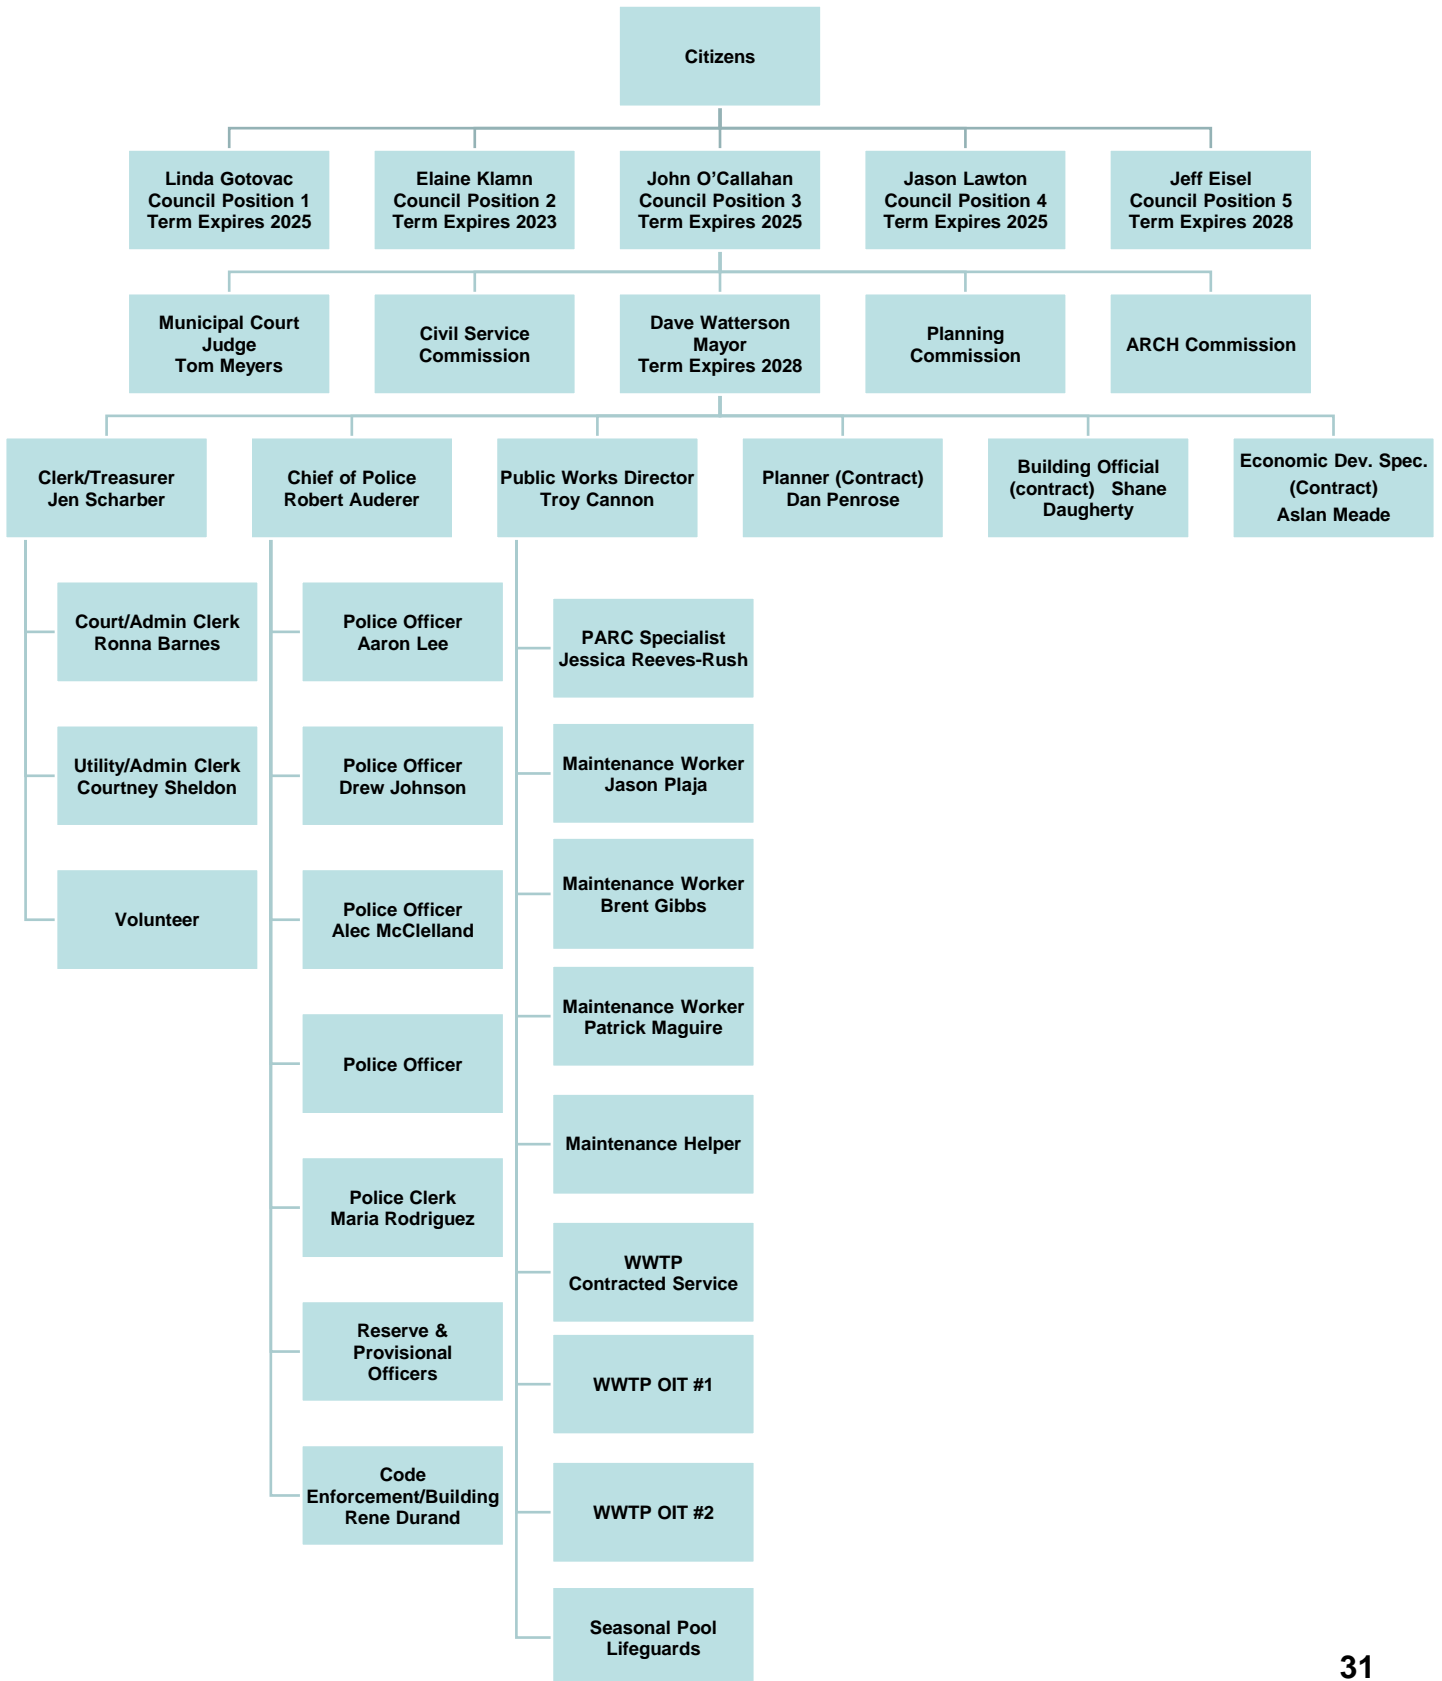 Citizens
Linda Gotovac
Council Position 1
Term Expires 2025
Elaine Klamn
Council Position 2
Term Expires 2023
John O’Callahan
Council Position 3
Term Expires 2025
Jason Lawton
Council Position 4
Term Expires 2025
Jeff Eisel
Council Position 5
Term Expires 2028
Municipal Court
Judge
Tom Meyers
Civil Service
Commission
Dave Watterson
Mayor
Term Expires 2028
Planning
Commission
ARCH Commission
Clerk/Treasurer
Jen Scharber
Chief of Police
Robert Auderer
Public Works Director
Troy Cannon
Planner (Contract)
Dan Penrose
Building Official
(contract) Shane
Daugherty
Economic Dev. Spec.
(Contract)
Aslan Meade
Court/Admin Clerk
Ronna Barnes
Utility/Admin Clerk
Courtney Sheldon
Volunteer
Police Officer
Aaron Lee
Police Officer
Drew Johnson
Police Officer
Alec McClelland
Police Officer
Police Clerk
Maria Rodriguez
Reserve &
Provisional
Officers
Code
Enforcement/Building
Rene Durand
PARC Specialist
Jessica Reeves-Rush
Maintenance Worker
Jason Plaja
Maintenance Worker
Brent Gibbs
Maintenance Worker
Patrick Maguire
Maintenance Helper
WWTP
Contracted Service
WWTP OIT #1
WWTP OIT #2
Seasonal Pool
Lifeguards
31